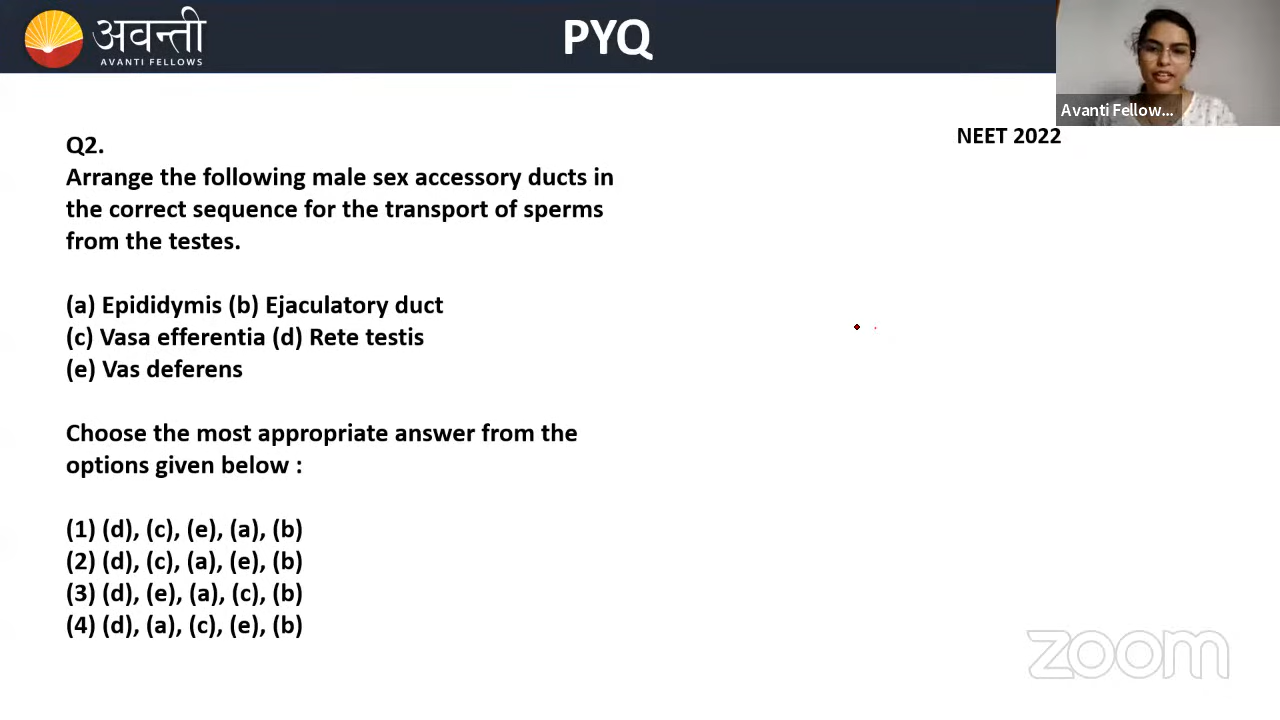 अवन्ती
AVANTI FELLOWS
PYQ
Avanti Fellow...
NEET 2022
Q2.
Arrange the following male sex accessory ducts in
the correct sequence for the transport of sperms
from the testes.
(a) Epididymis (b) Ejaculatory duct
(c) Vasa efferentia (d) Rete testis
(e) Vas deferens
Choose the most appropriate answer from the
options given below :
(1) (d), (c), (e), (a), (b)
(2) (d), (c), (a), (e), (b)
(3) (d), (e), (a), (c), (b)
(4) (d), (a), (c), (e), (b)
zoom